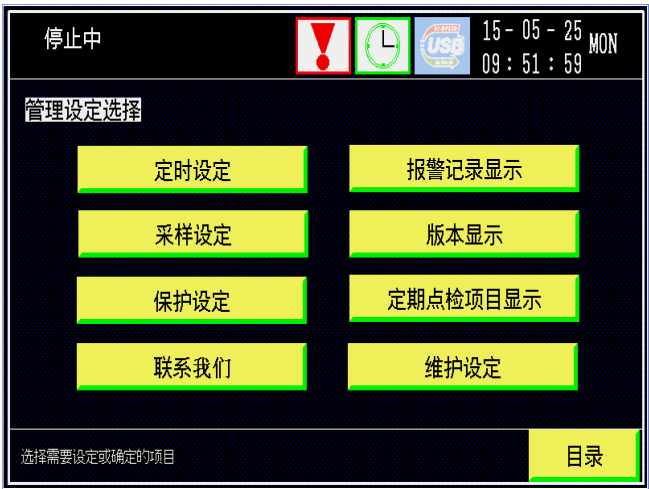 停止中
USB
15-05-25 MON
09:51:59
管理设定选择
定时设定
报警记录显示
采样设定
版本显示
保护设定
定期点检项目显示
联系我们
维护设定
选择需要设定或确定的项目
目录